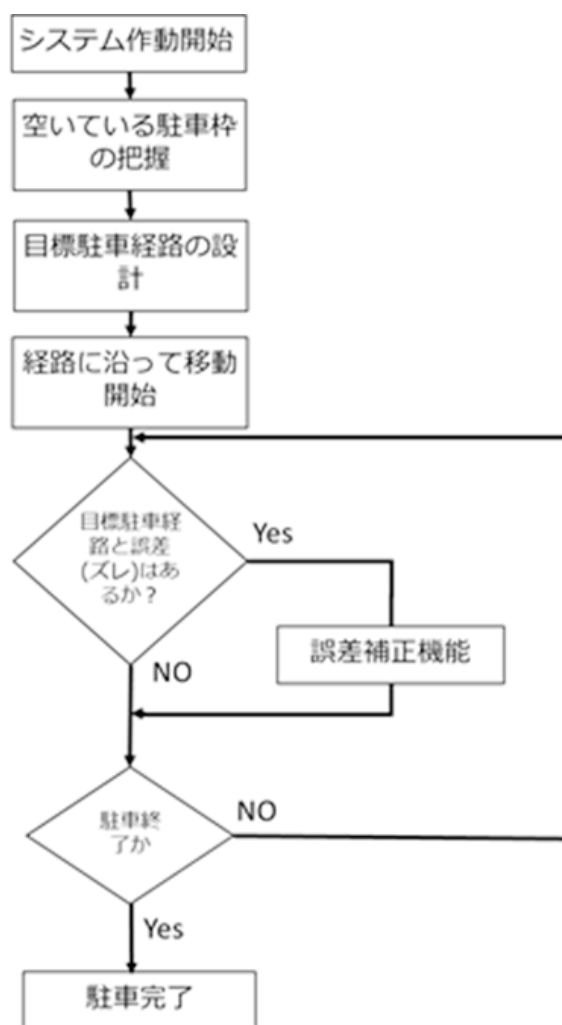 システム作動開始
空いている駐車枠
の把握
目標駐車経路の設
計
経路に沿って移動
開始
目標駐車経
路と誤差
(ズレ)はあ
るか？
Yes
誤差補正機能
NO
駐車終
了か
NO
Yes
駐車完了